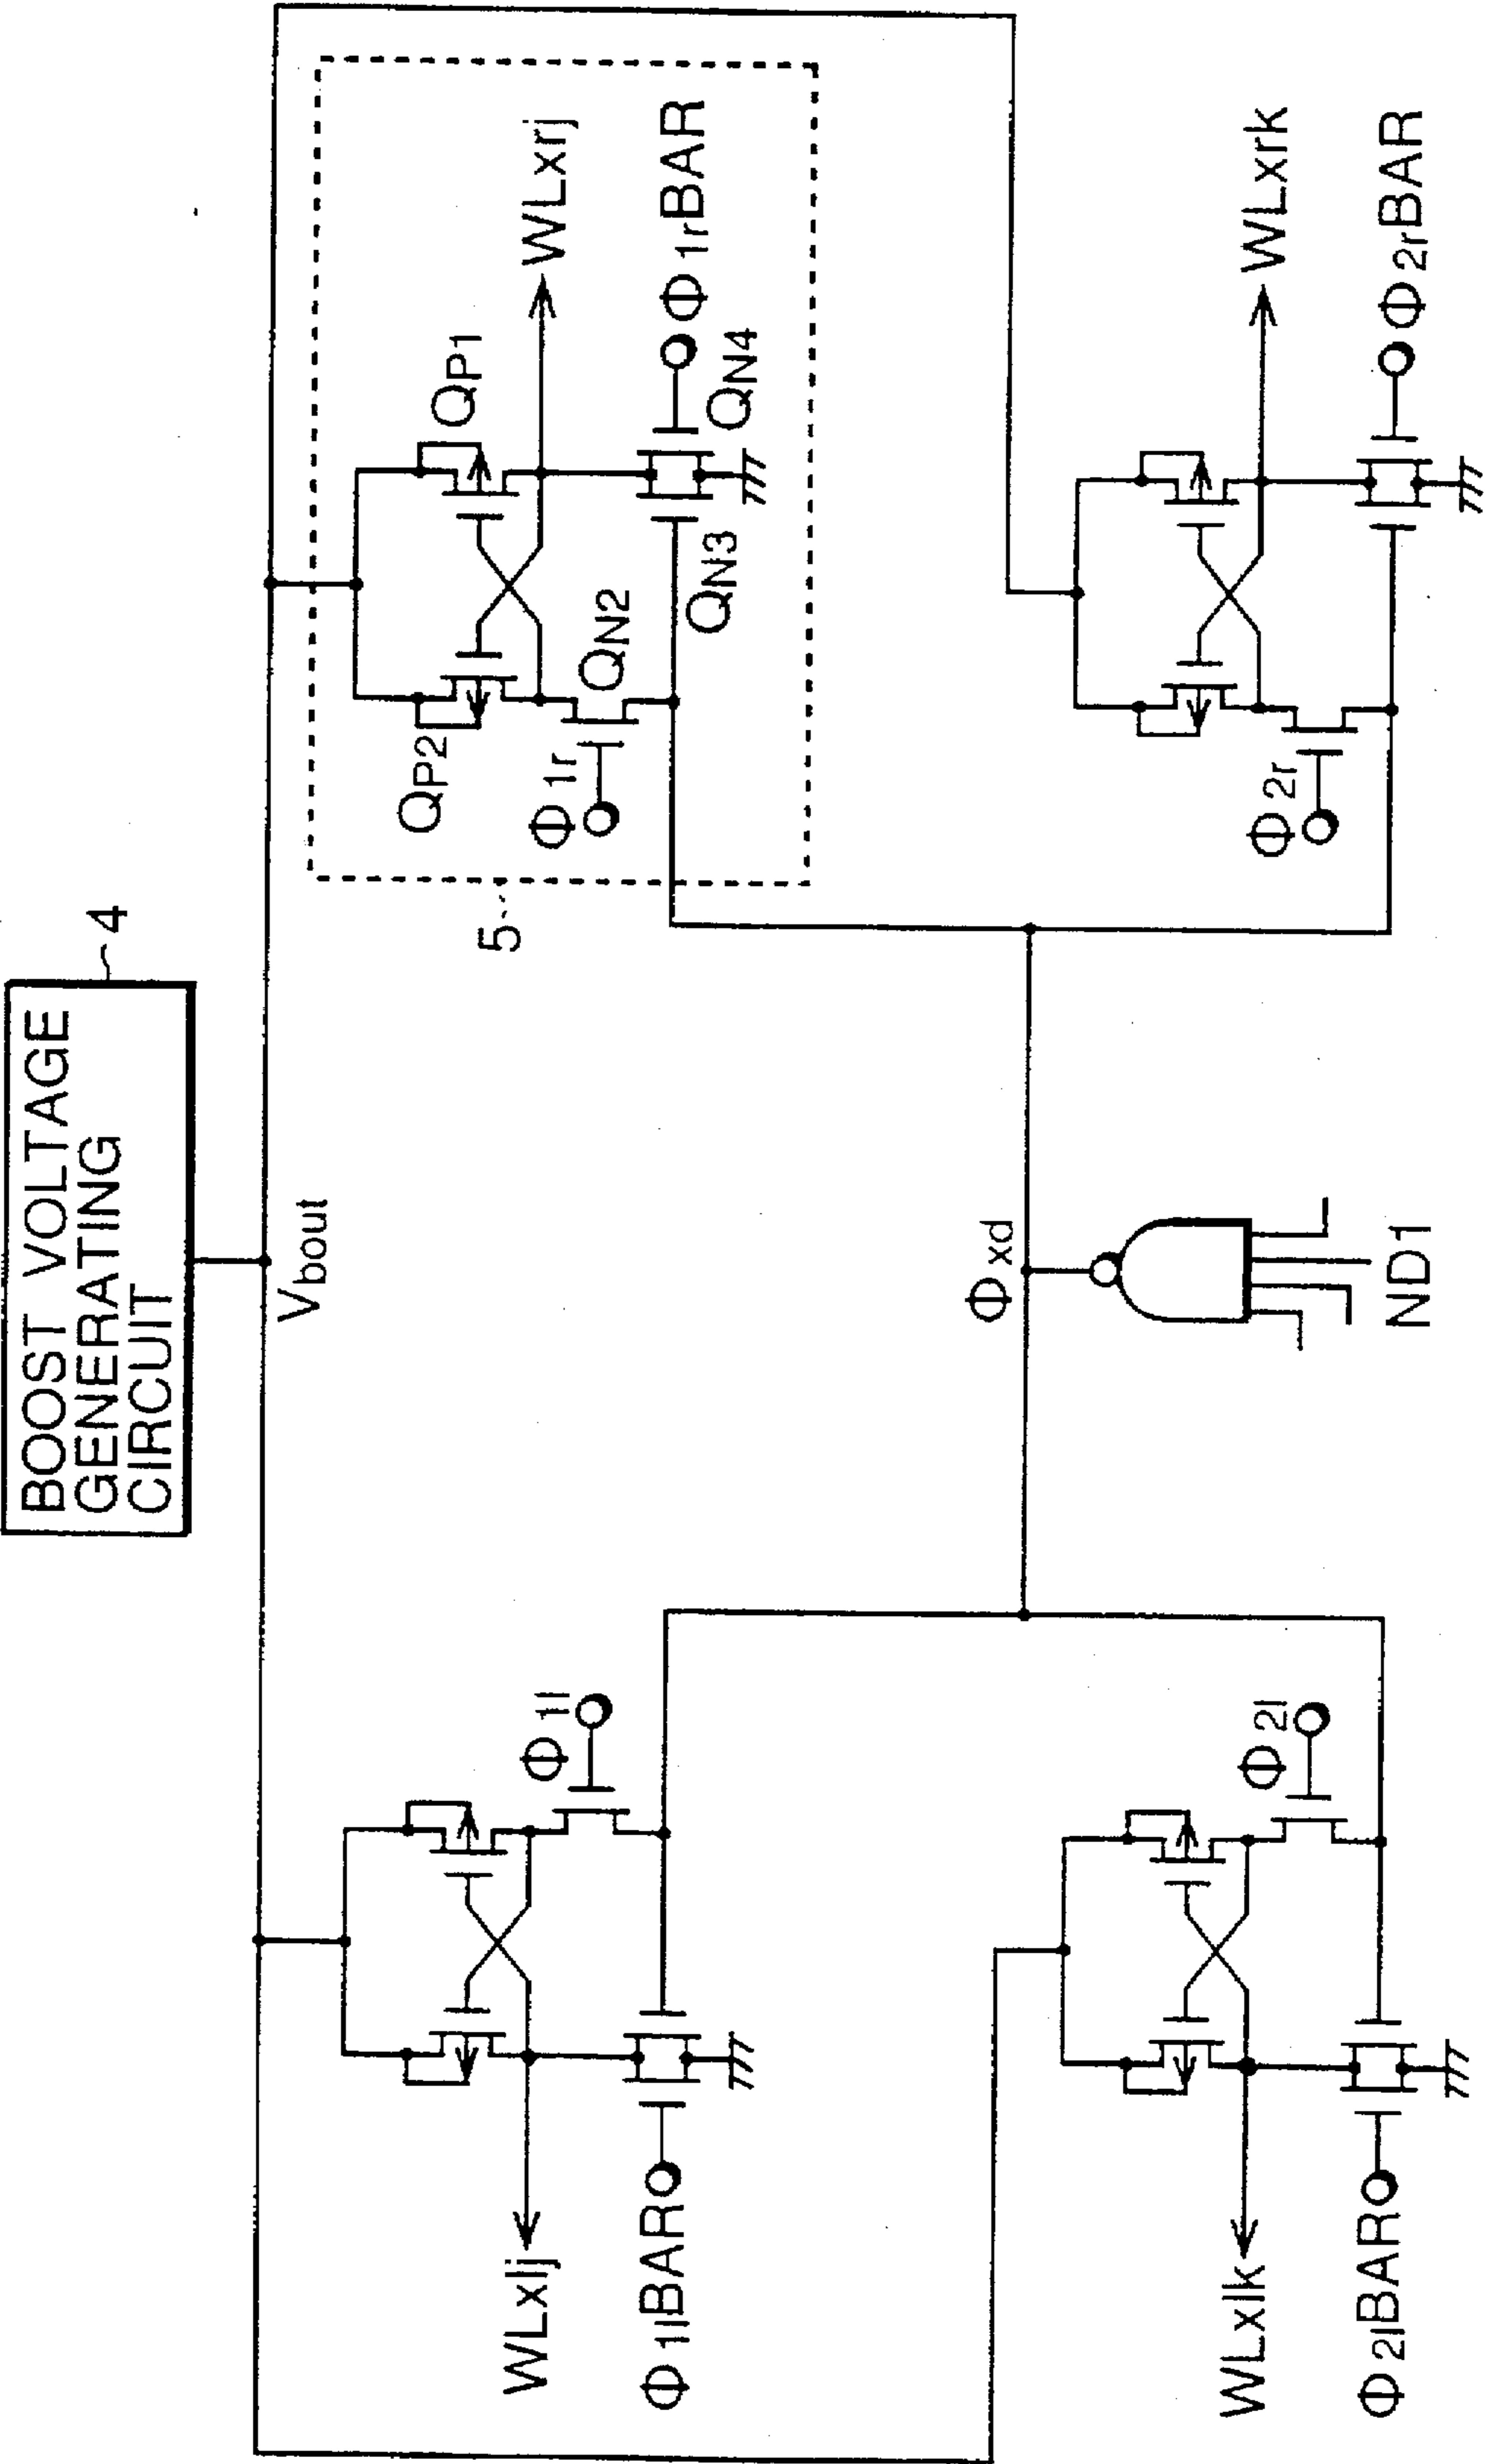 BOOST VOLTAGE
GENERATING
CIRCUIT
4
Vbout
QP2
QP1
WLxrj
Φ1r
QN2
QN3
QN4
Φ1rBAR
5
WLxlj
Φ1l
Φ1lBAR
Φxd
ND1
WLxlk
Φ2l
Φ2lBAR
Φ2r
WLxrk
Φ2rBAR